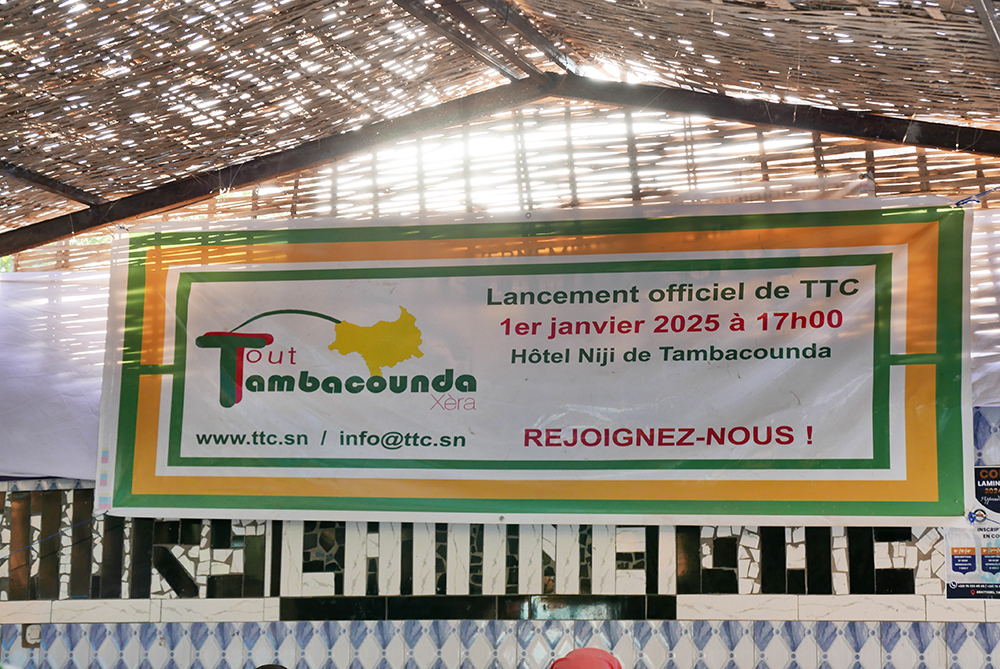 Lancement officiel de TTC
1er janvier 2025 à 17h00
Hôtel Niji de Tambacounda
Tout
Tambacounda
Xèra
www.ttc.sn / info@ttc.sn
REJOIGNEZ-NOUS !